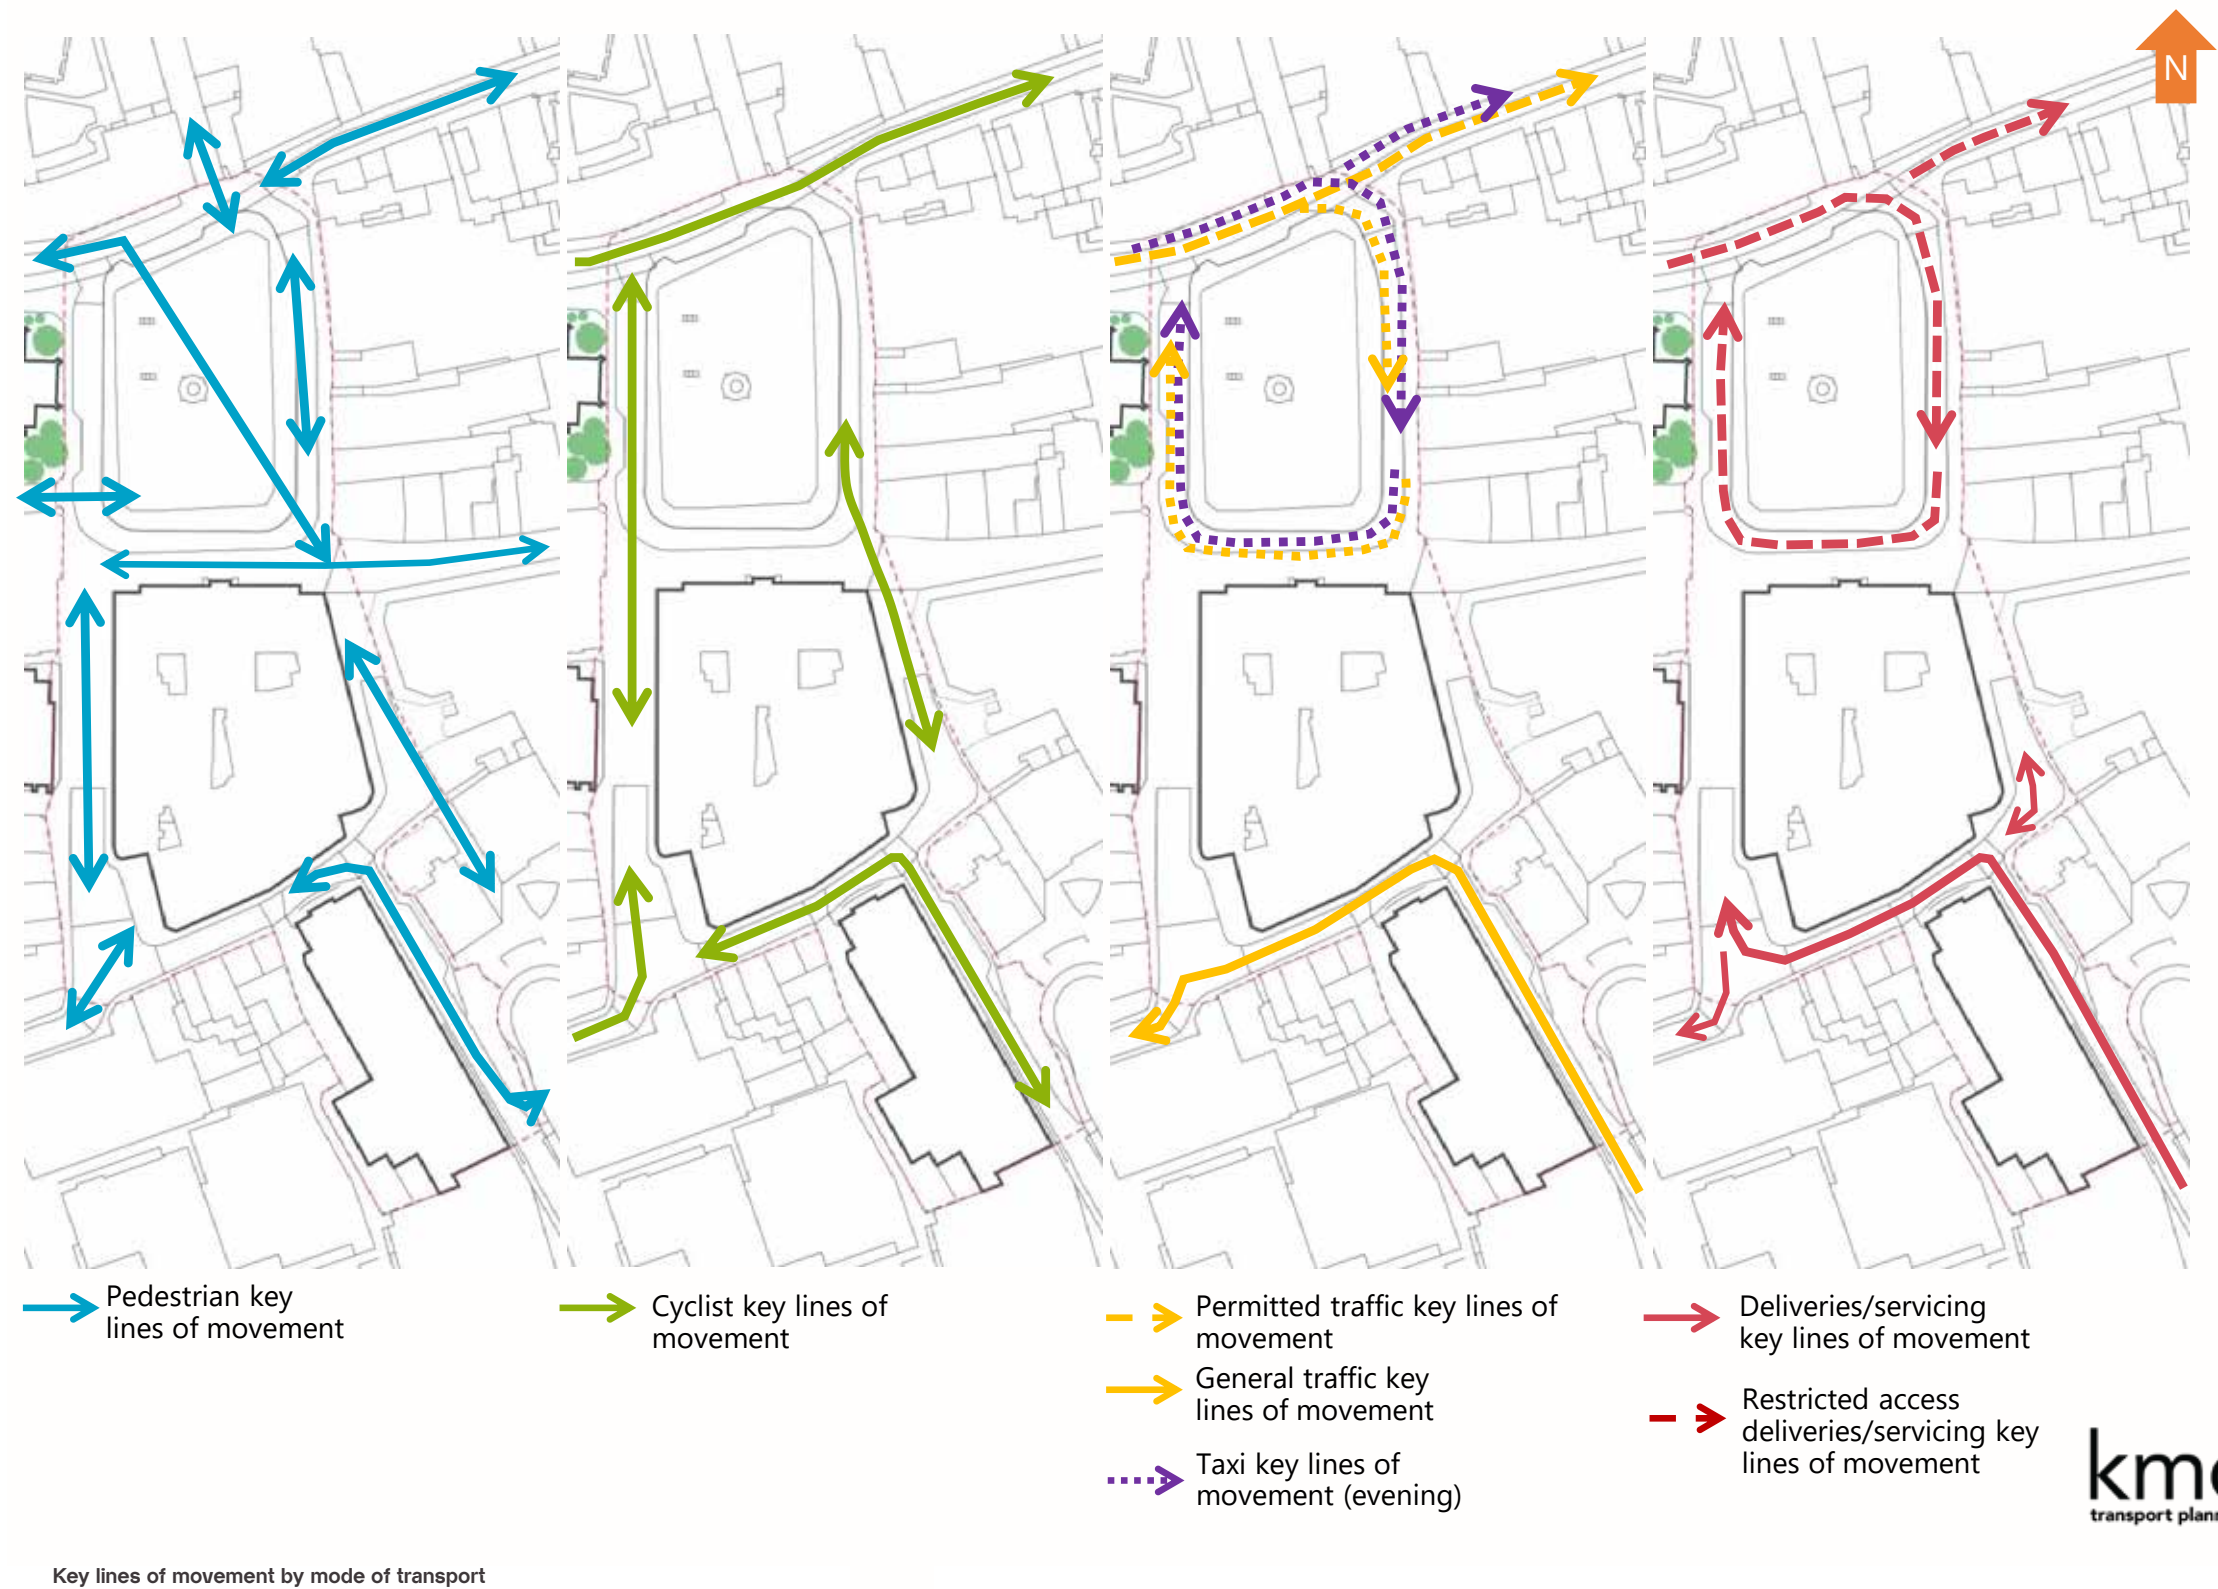 N
Pedestrian key
lines of movement
Cyclist key lines of
movement
Permitted traffic key lines of
movement
General traffic key
lines of movement
Taxi key lines of
movement (evening)
Deliveries/servicing
key lines of movement
Restricted access
deliveries/servicing key
lines of movement
transport
Key lines of movement by mode of transport